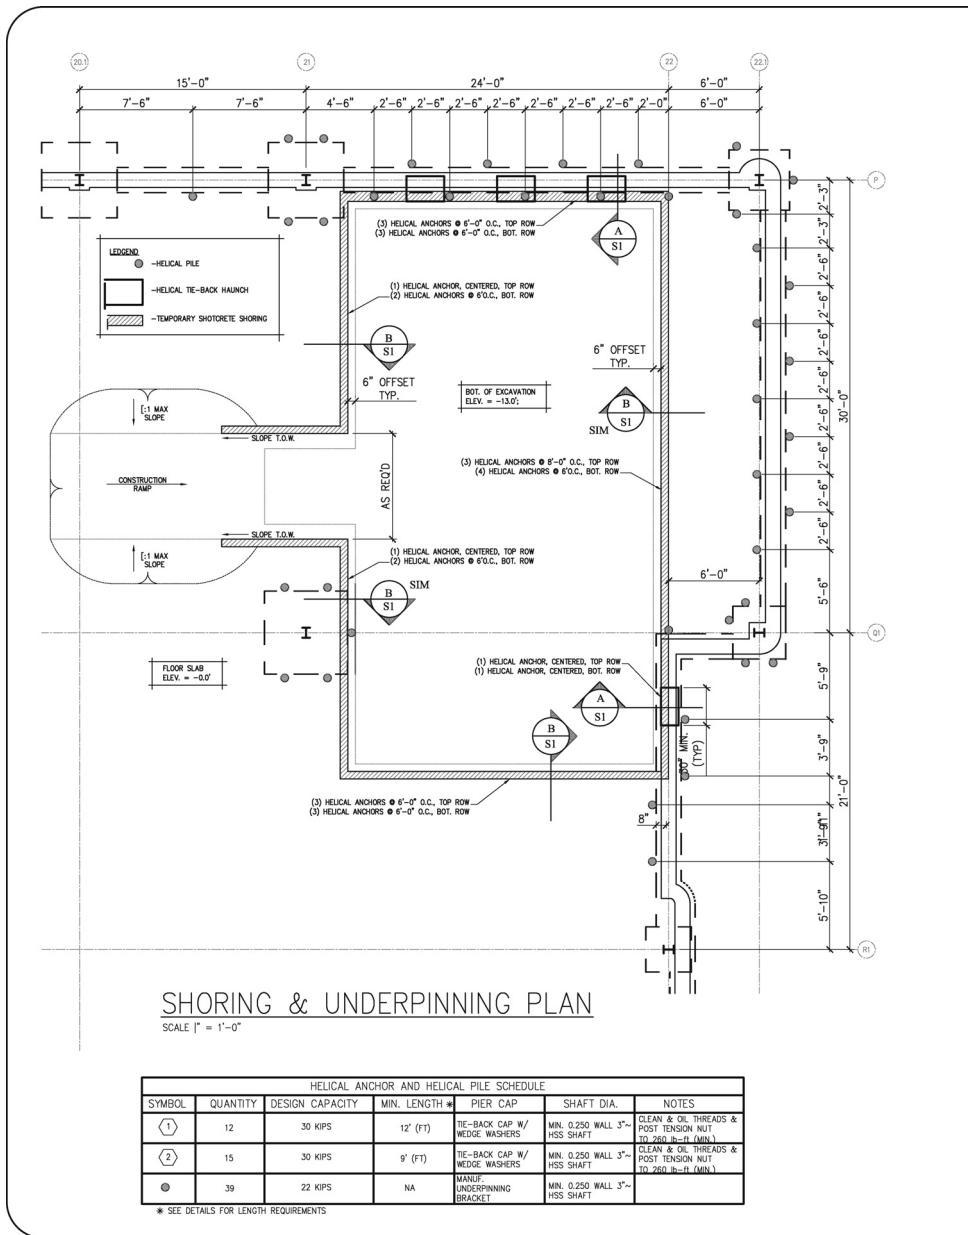 20.1
21
22
22.1
15'-0"
24'-0"
6'-0"
7'-6"
7'-6"
4'-6"
2'-6"
2'-6"
2'-6"
2'-6"
2'-6"
2'-6"
2'-6"
2'-0"
6'-0"
P
(3) HELICAL ANCHORS @ 6'-0" O.C., TOP ROW
(3) HELICAL ANCHORS @ 6'-0" O.C., BOT. ROW
A
S1
LEDGEND
-HELICAL PILE
-HELICAL TIE-BACK HAUNCH
-TEMPORARY SHOTCRETE SHORING
(1) HELICAL ANCHOR, CENTERED, TOP ROW
(2) HELICAL ANCHORS @ 6'O.C., BOT. ROW
B
S1
6" OFFSET
TYP.
6" OFFSET
TYP.
BOT. OF EXCAVATION
ELEV. = -13.0';
B
S1
SIM
[:1 MAX
SLOPE
SLOPE T.O.W.
CONSTRUCTION
RAMP
AS REQ'D
(3) HELICAL ANCHORS @ 8'-0" O.C., TOP ROW
(4) HELICAL ANCHORS @ 6'O.C., BOT. ROW
SLOPE T.O.W.
[:1 MAX
SLOPE
(1) HELICAL ANCHOR, CENTERED, TOP ROW
(2) HELICAL ANCHORS @ 6'O.C., BOT. ROW
SIM
B
S1
2'-3"
2'-3"
2'-6"
2'-6"
2'-6"
2'-6"
2'-6"
2'-6"
2'-6"
2'-6"
5'-6"
30'-0"
6'-0"
Q1
FLOOR SLAB
ELEV. = -0.0'
(1) HELICAL ANCHOR, CENTERED, TOP ROW
(1) HELICAL ANCHOR, CENTERED, BOT. ROW
A
S1
B
S1
MIN.
(TYP)
5'-9"
3'-9"
21'-0"
5'-10"
(3) HELICAL ANCHORS @ 6'-0" O.C., TOP ROW
(3) HELICAL ANCHORS @ 6'-0" O.C., BOT. ROW
8"
R1
SHORING & UNDERPINNING PLAN
SCALE |" = 1'-0"
HELICAL ANCHOR AND HELICAL PILE SCHEDULE
SYMBOL QUANTITY DESIGN CAPACITY MIN. LENGTH * PIER CAP SHAFT DIA. NOTES
1 12 30 KIPS 12' (FT) TIE-BACK CAP W/ WEDGE WASHERS MIN. 0.250 WALL 3"~ HSS SHAFT CLEAN & OIL THREADS & POST TENSION NUT TO 260 lb-ft (MIN.)
2 15 30 KIPS 9' (FT) TIE-BACK CAP W/ WEDGE WASHERS MIN. 0.250 WALL 3"~ HSS SHAFT CLEAN & OIL THREADS & POST TENSION NUT TO 260 lb-ft (MIN.)
39 22 KIPS NA MANUF. UNDERPINNING BRACKET MIN. 0.250 WALL 3"~ HSS SHAFT
* SEE DETAILS FOR LENGTH REQUIREMENTS